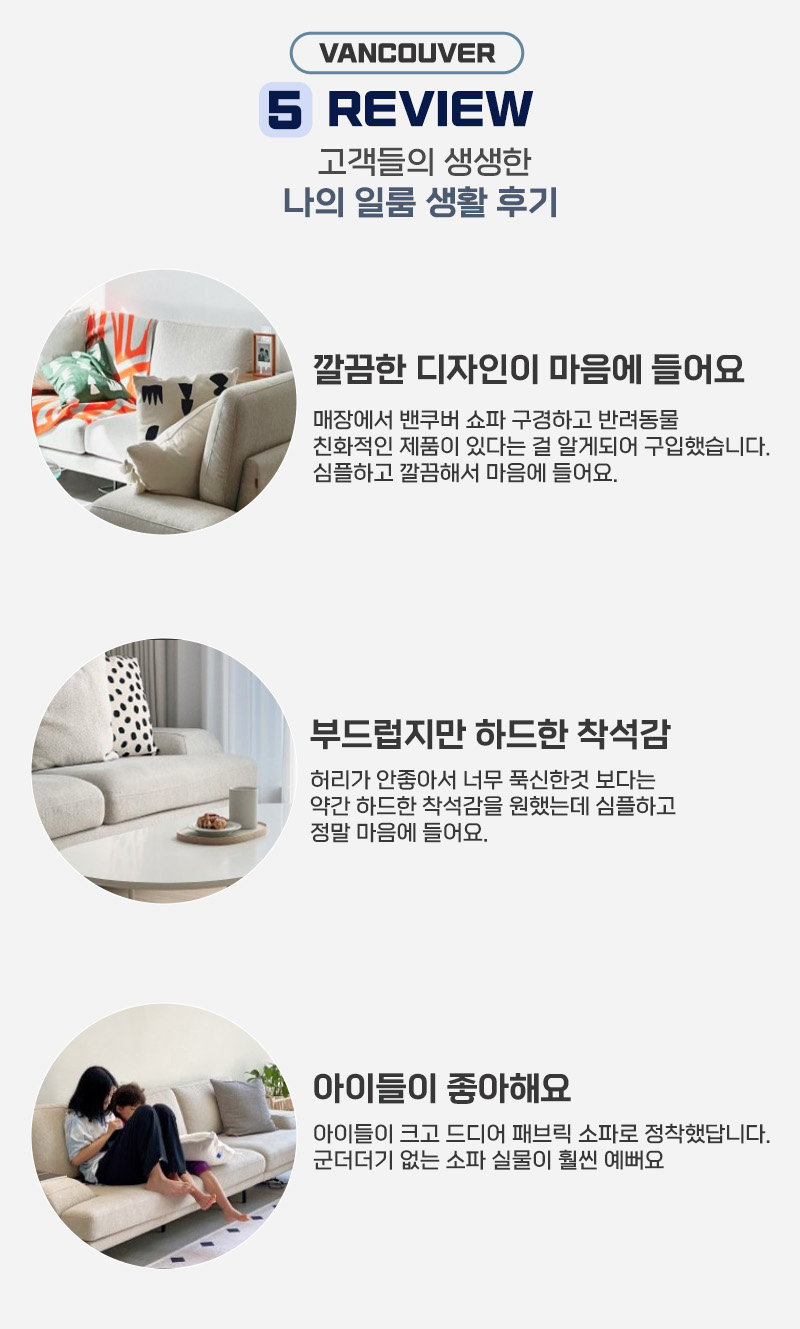 VANCOUVER
5 REVIEW
고객들의 생생한
나의 일룸 생활 후기
깔끔한 디자인이 마음에 들어요
매장에서 밴쿠버 쇼파 구경하고 반려동물
친화적인 제품이 있다는 걸 알게되어 구입했습니다.
심플하고 깔끔해서 마음에 들어요.
부드럽지만 하드한 착석감
허리가 안좋아서 너무 푹신한것 보다는
약간 하드한 착석감을 원했는데 심플하고
정말 마음에 들어요.
아이들이 좋아해요
아이들이 크고 드디어 패브릭 소파로 정착했답니다.
군더더기 없는 소파 실물이 훨씬 예뻐요